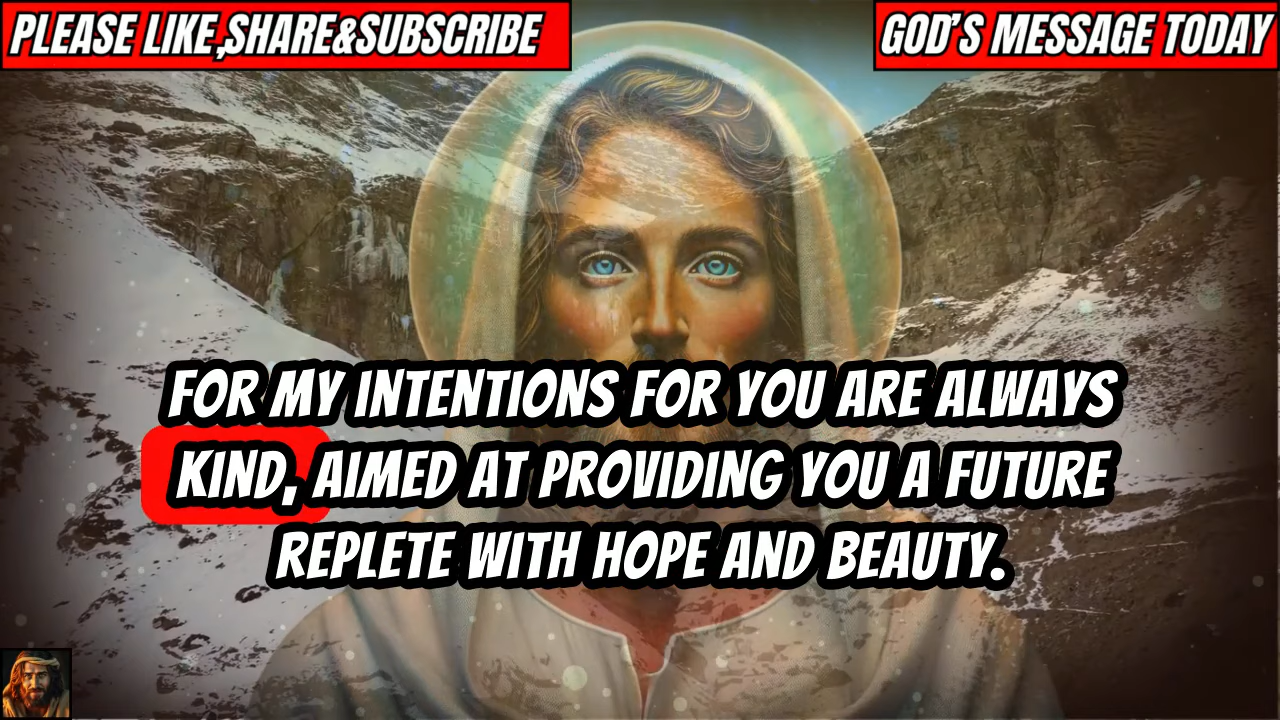 PLEASE LIKE,SHARE&SUBSCRIBE
GOD'S MESSAGE TODAY
FOR MY INTENTIONS FOR YOU ARE ALWAYS
KIND, AIMED AT PROVIDING YOU A FUTURE
REPLETE WITH HOPE AND BEAUTY.